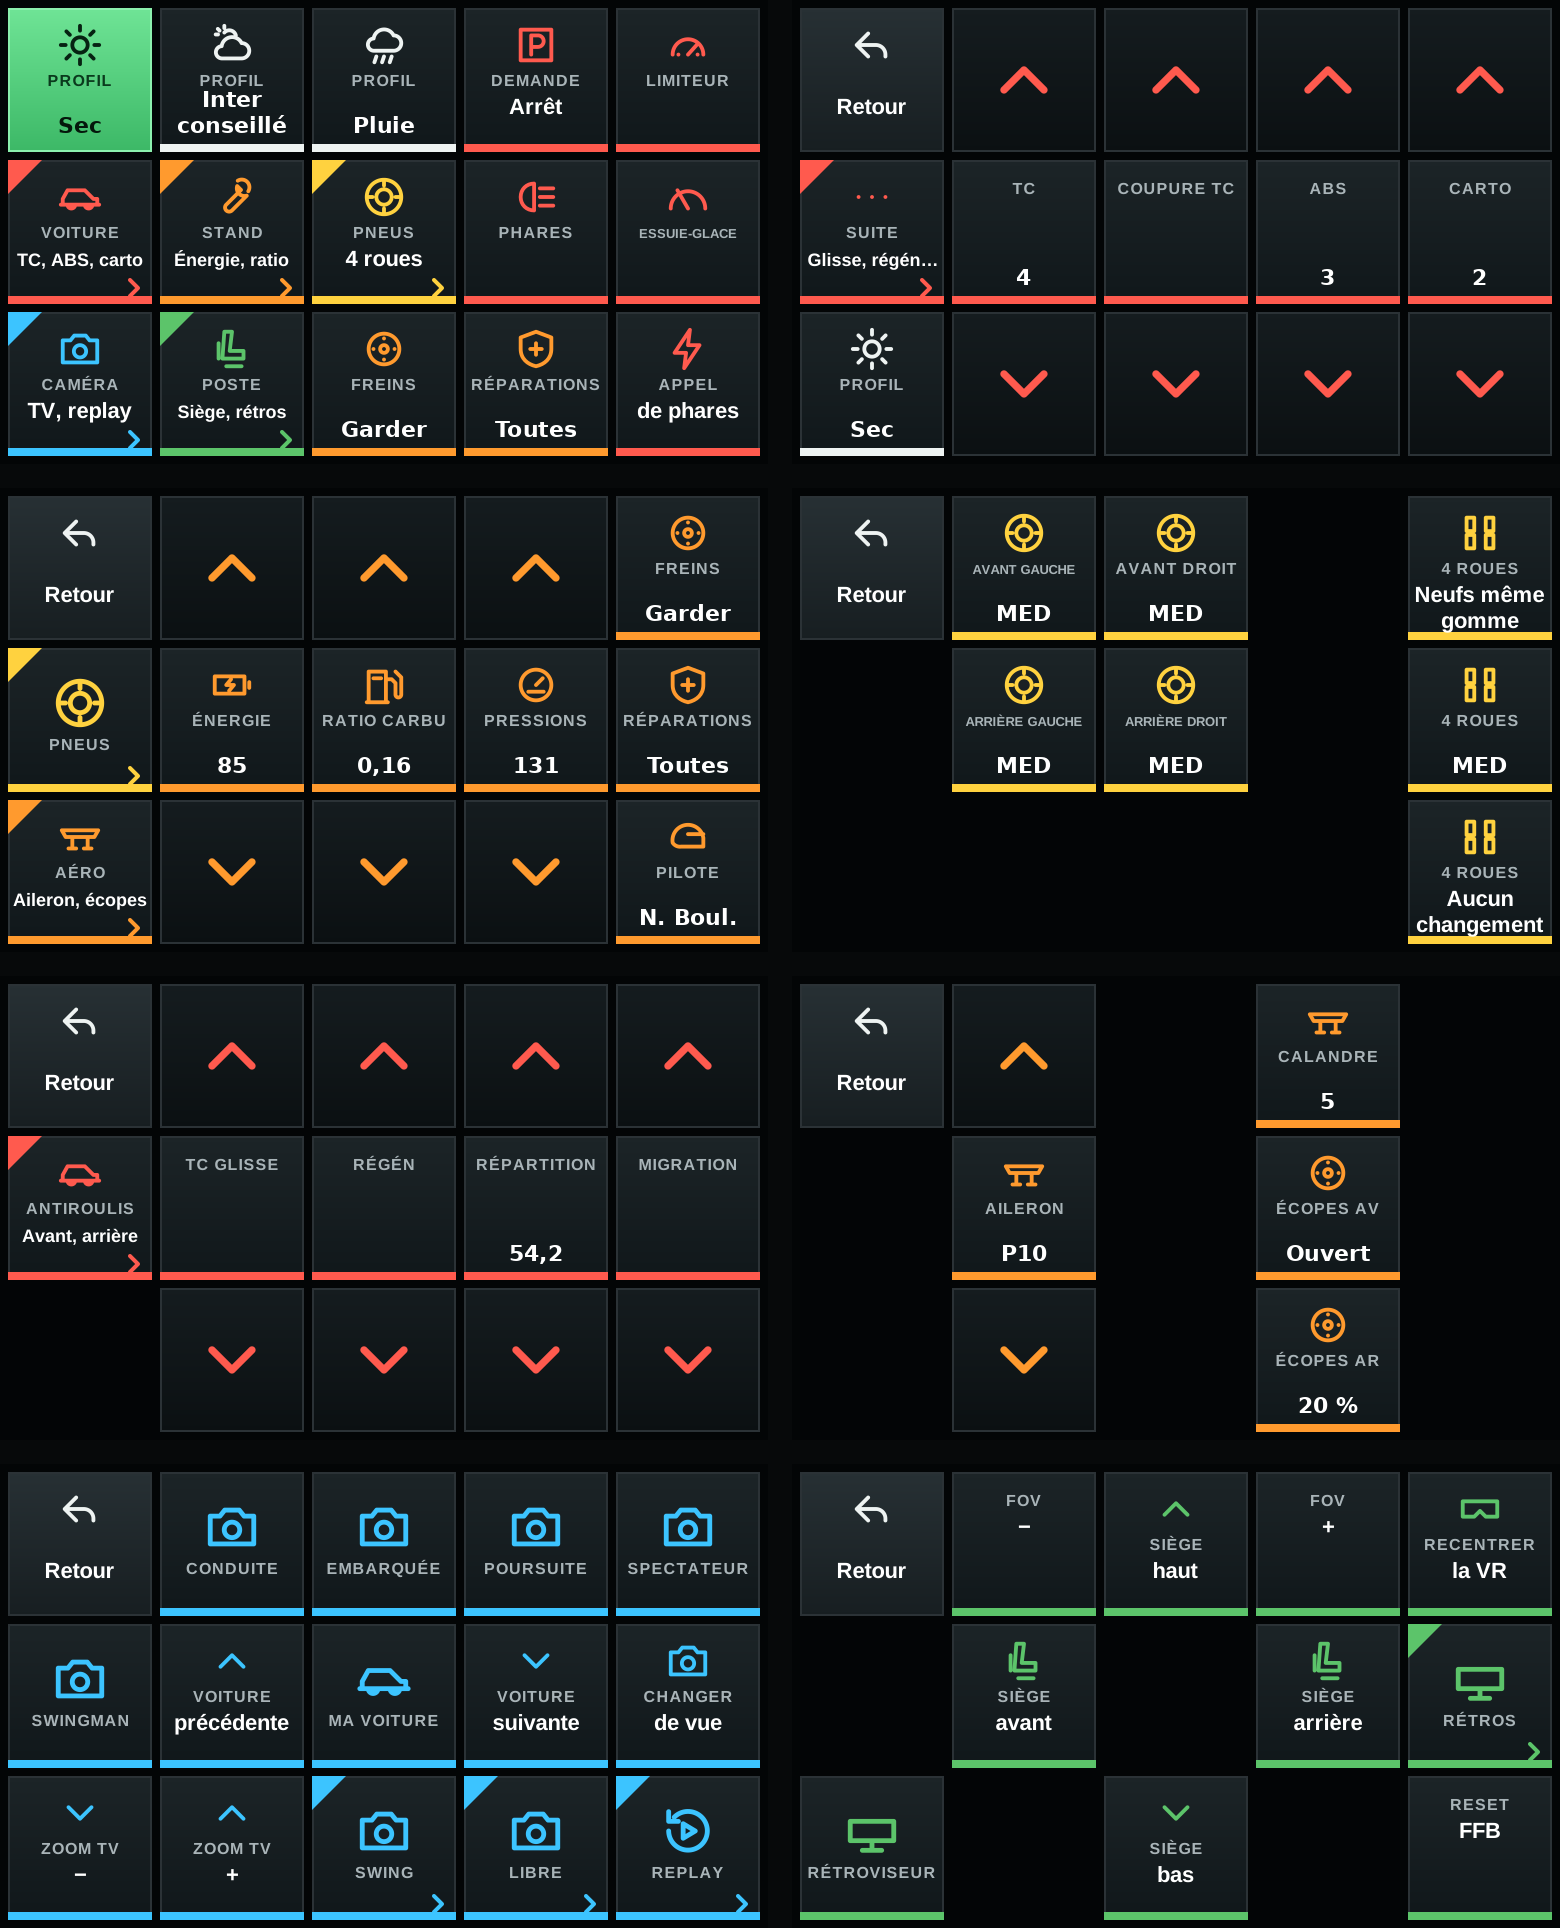 PROFIL
Sec
PROFIL
Inter
conseillé
PROFIL
Pluie
P
DEMANDE
Arrêt
LIMITEUR
VOITURE
TC, ABS, carto
STAND
Énergie, ratio
PNEUS
4 roues
PHARES
ESSUIE-GLACE
CAMÉRA
TV, replay
POSTE
Siège, rétros
FREINS
Garder
RÉPARATIONS
Toutes
APPEL
de phares
Retour
SUITE
Glisse, régén...
TC
4
COUPURE TC
ABS
3
CARTO
2
PROFIL
Sec
Retour
FREINS
Garder
PNEUS
ÉNERGIE
85
RATIO CARBU
0,16
PRESSIONS
131
RÉPARATIONS
Toutes
AÉRO
Aileron, écopes
PILOTE
N. Boul.
Retour
AVANT GAUCHE
MED
AVANT DROIT
MED
4 ROUES
Neufs même
gomme
ARRIÈRE GAUCHE
MED
ARRIÈRE DROIT
MED
4 ROUES
MED
4 ROUES
Aucun
changement
Retour
ANTIROULIS
Avant, arrière
TC GLISSE
RÉGÉN
RÉPARTITION
54,2
MIGRATION
Retour
CALANDRE
5
AILERON
P10
ÉCOPES AV
Ouvert
ÉCOPES AR
20 %
Retour
CONDUITE
EMBARQUÉE
POURSUITE
SPECTATEUR
SWINGMAN
VOITURE
précédente
MA VOITURE
VOITURE
suivante
CHANGER
de vue
ZOOM TV
−
ZOOM TV
+
SWING
LIBRE
REPLAY
Retour
FOV
−
SIÈGE
haut
FOV
+
RECENTRER
la VR
SIÈGE
avant
SIÈGE
arrière
RÉTROS
RÉTROVISEUR
SIÈGE
bas
RESET
FFB